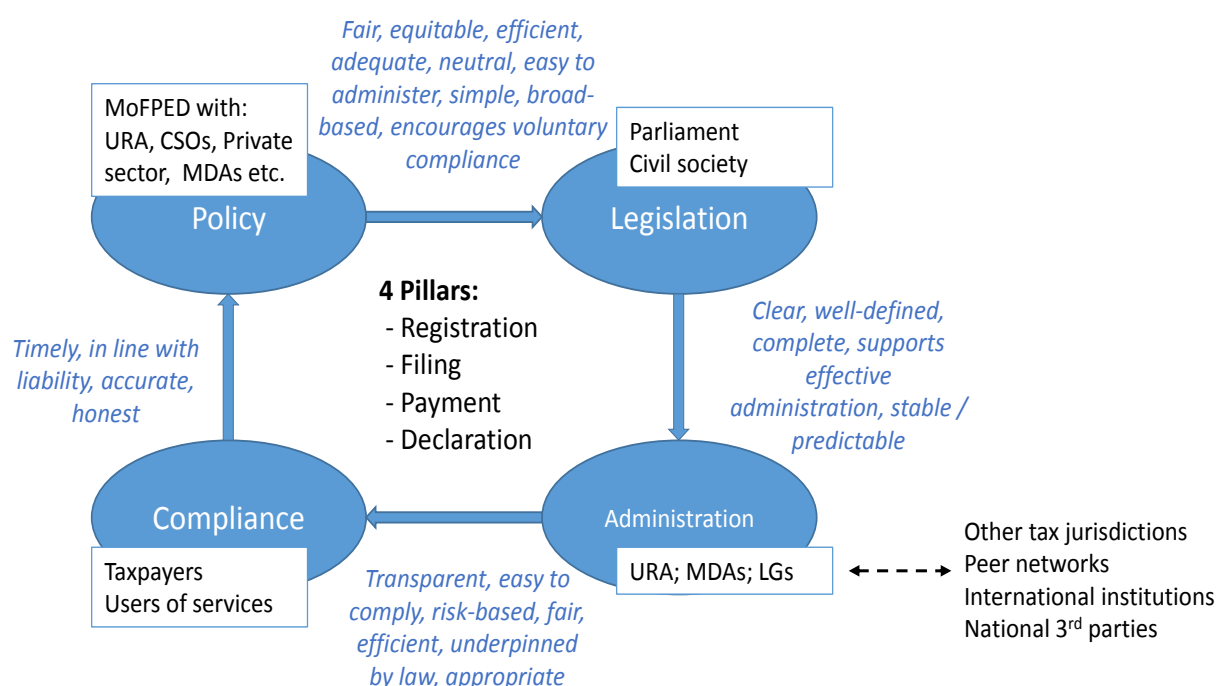 Fair, equitable, efficient,
adequate, neutral, easy to
administer, simple, broad-
based, encourages voluntary
compliance
MoFPED with:
URA, CSOs, Private
sector, MDAs etc.
Policy
Parliament
Civil society
Legislation
4 Pillars:
- Registration
- Filing
- Payment
- Declaration
Timely, in line with
liability, accurate,
honest
Clear, well-defined,
complete, supports
effective
administration, stable /
predictable
Compliance
Taxpayers
Users of services
Administration
URA; MDAs; LGs
Transparent, easy to
comply, risk-based, fair,
efficient, underpinned
by law, appropriate
Other tax jurisdictions
Peer networks
International institutions
National 3rd parties